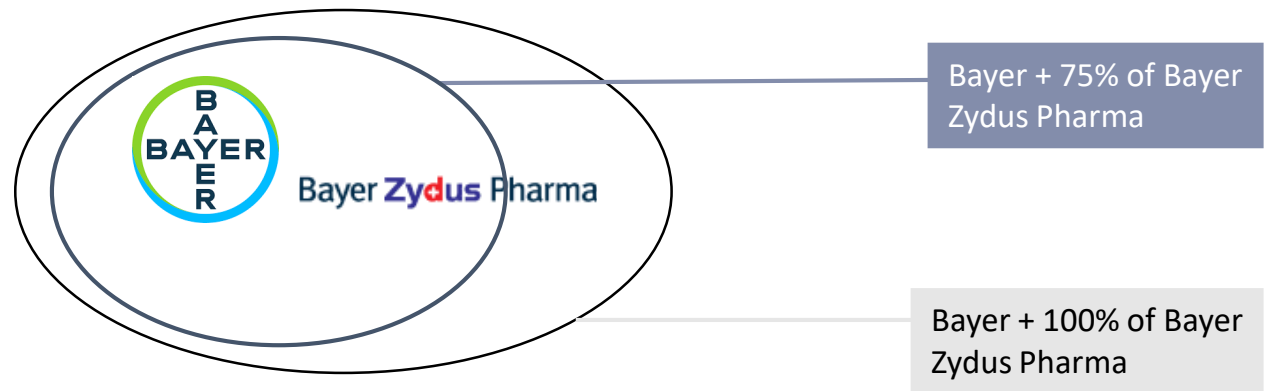 BAYER
BAYER
Bayer Zydus Pharma
Bayer + 75% of Bayer
Zydus Pharma
Bayer + 100% of Bayer
Zydus Pharma